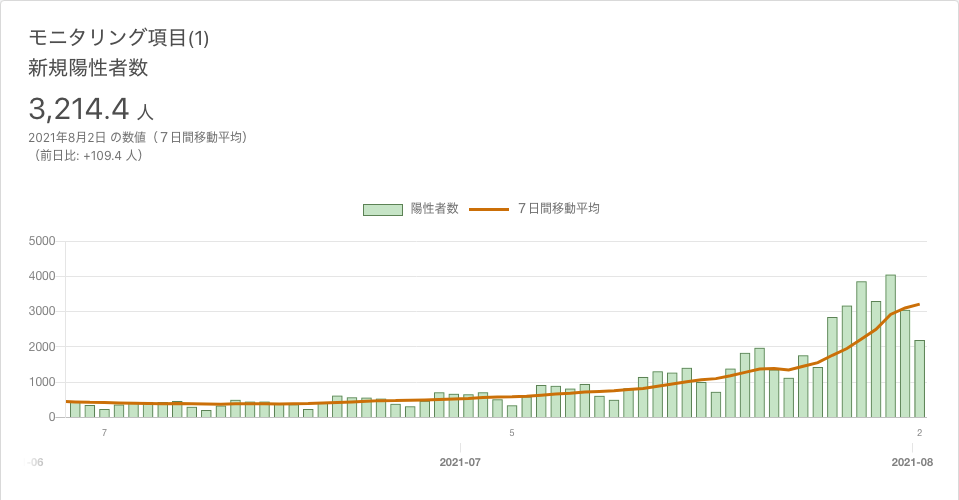 モニタリング項目(1)
新規陽性者数
3,214.4 人
2021年8月2日 の数値（７日間移動平均）
（前日比: +109.4 人）
陽性者数 ７日間移動平均
5000
4000
3000
2000
1000
0
7 5 2
-06 2021-07 2021-08